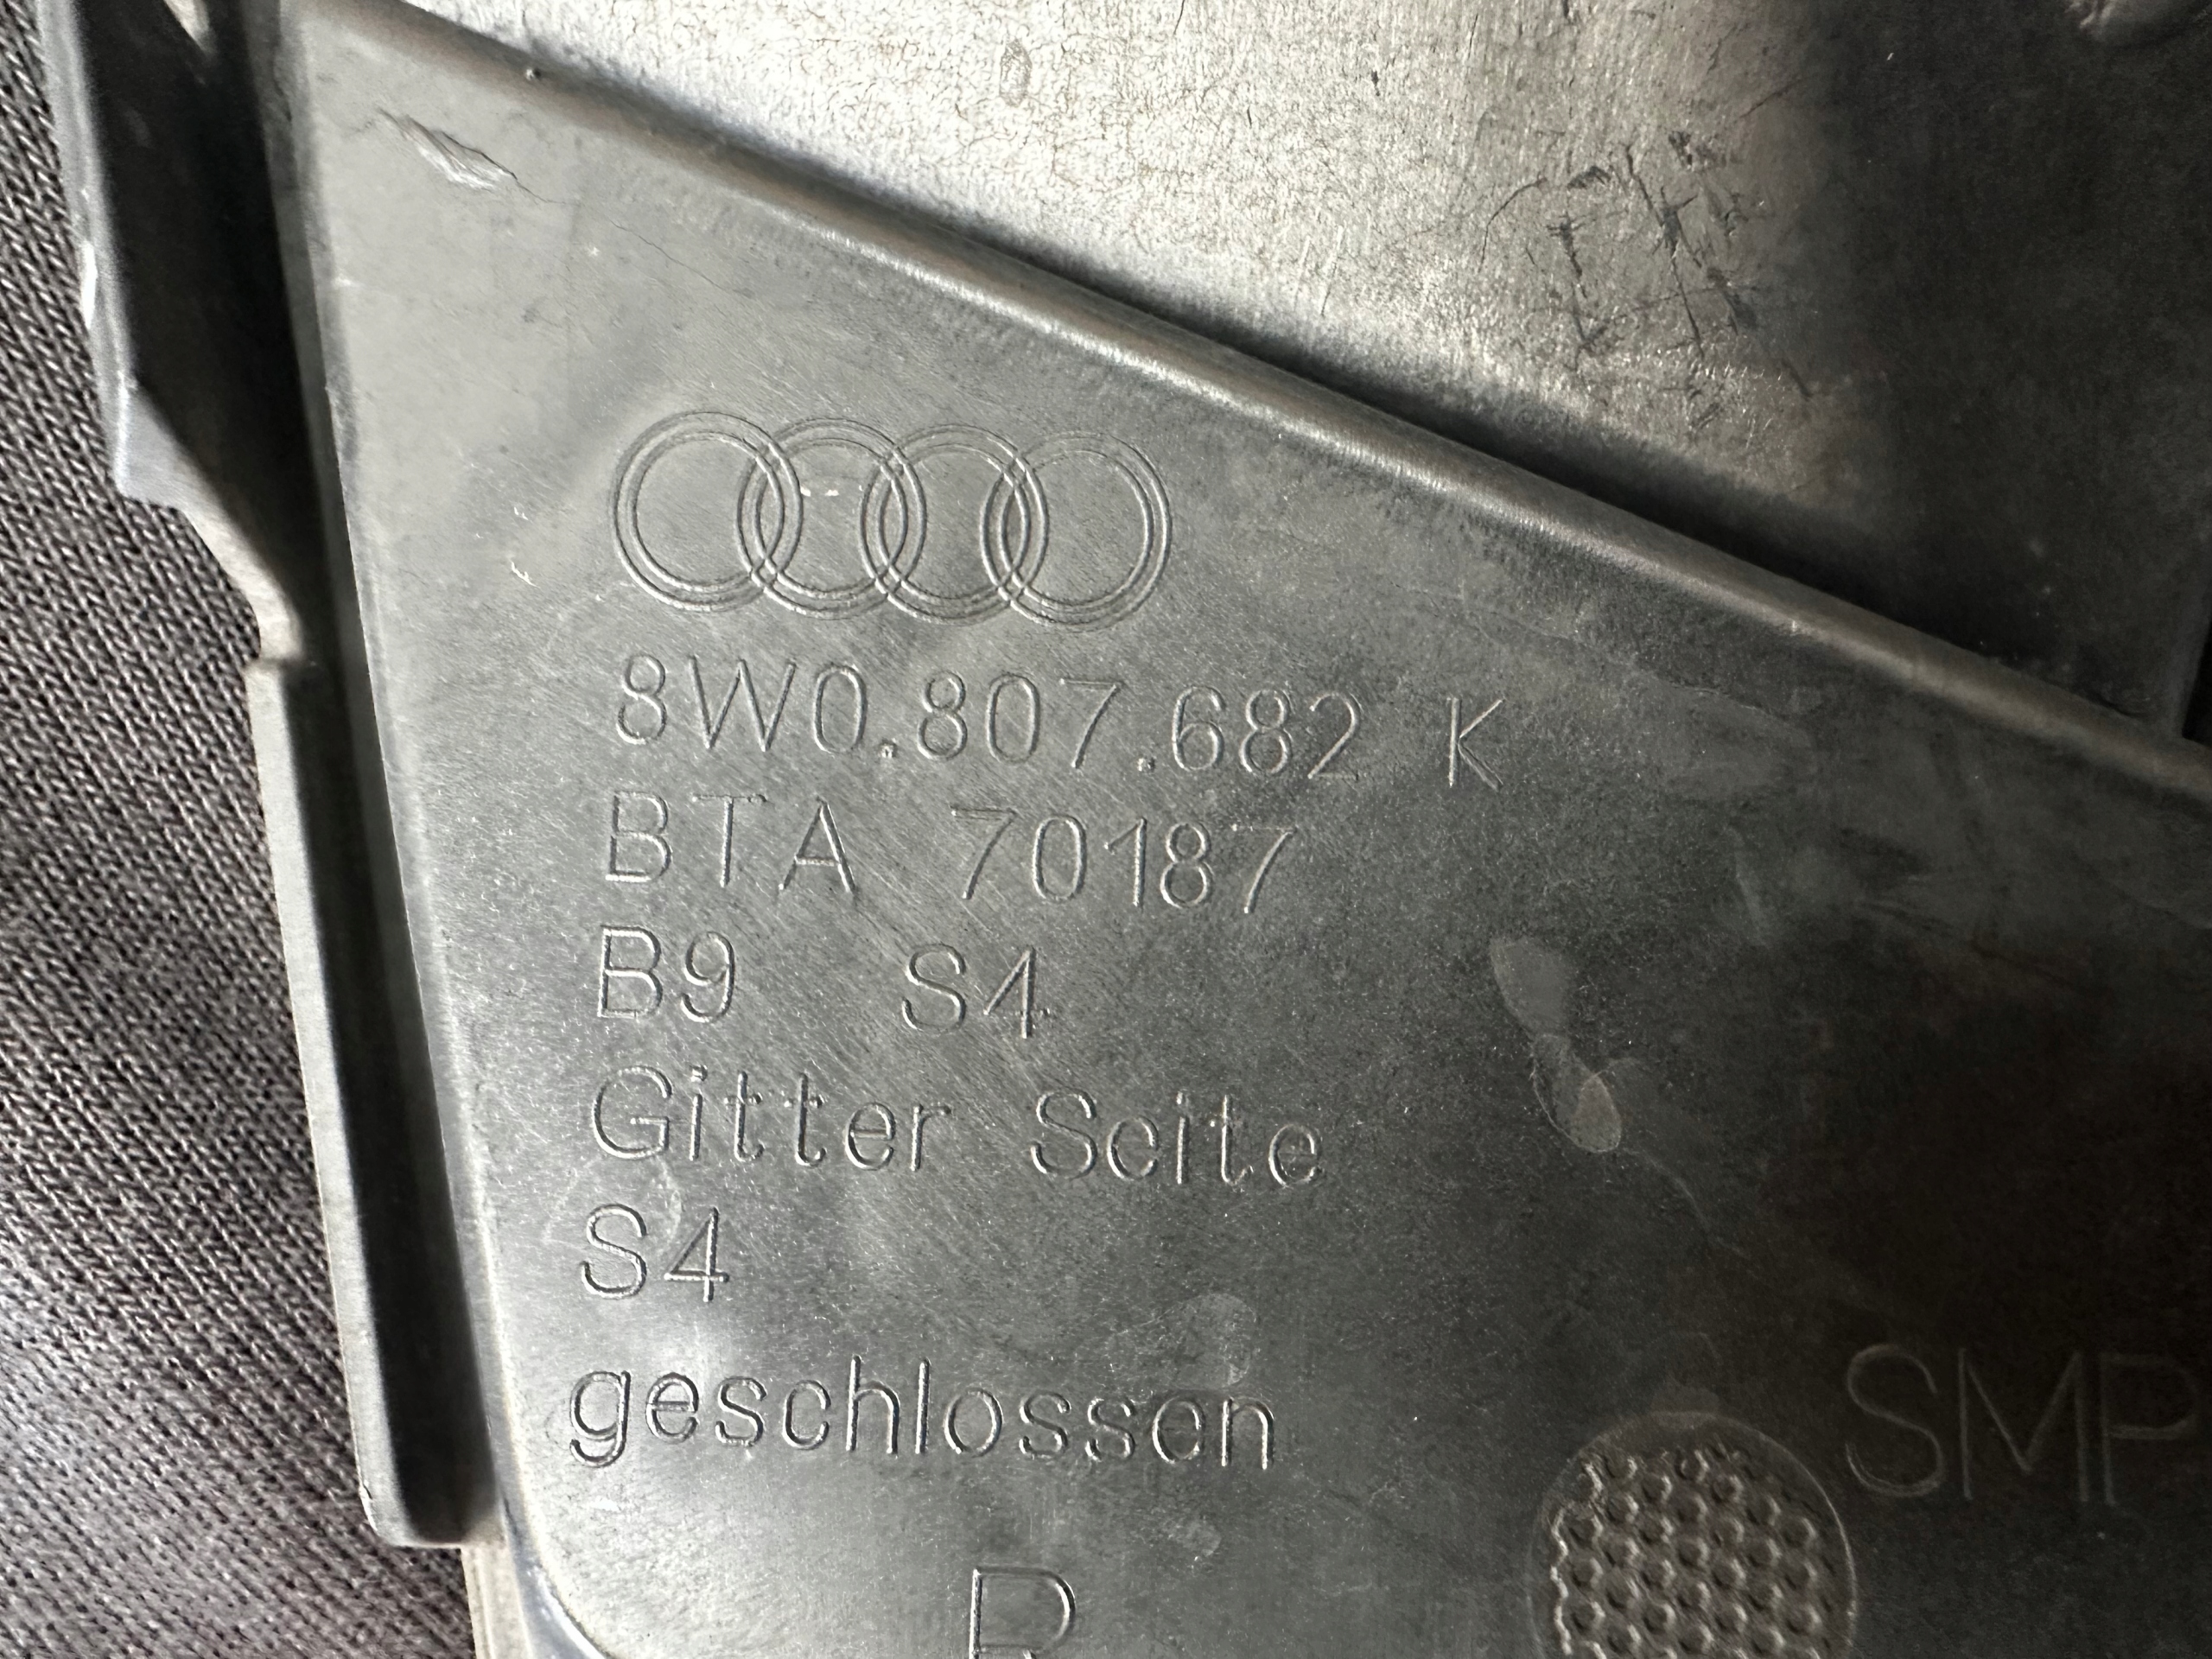 8W0.807.682 K
BTA 70187
B9 S4
Gitter Seite
S4
geschlossen
SMP